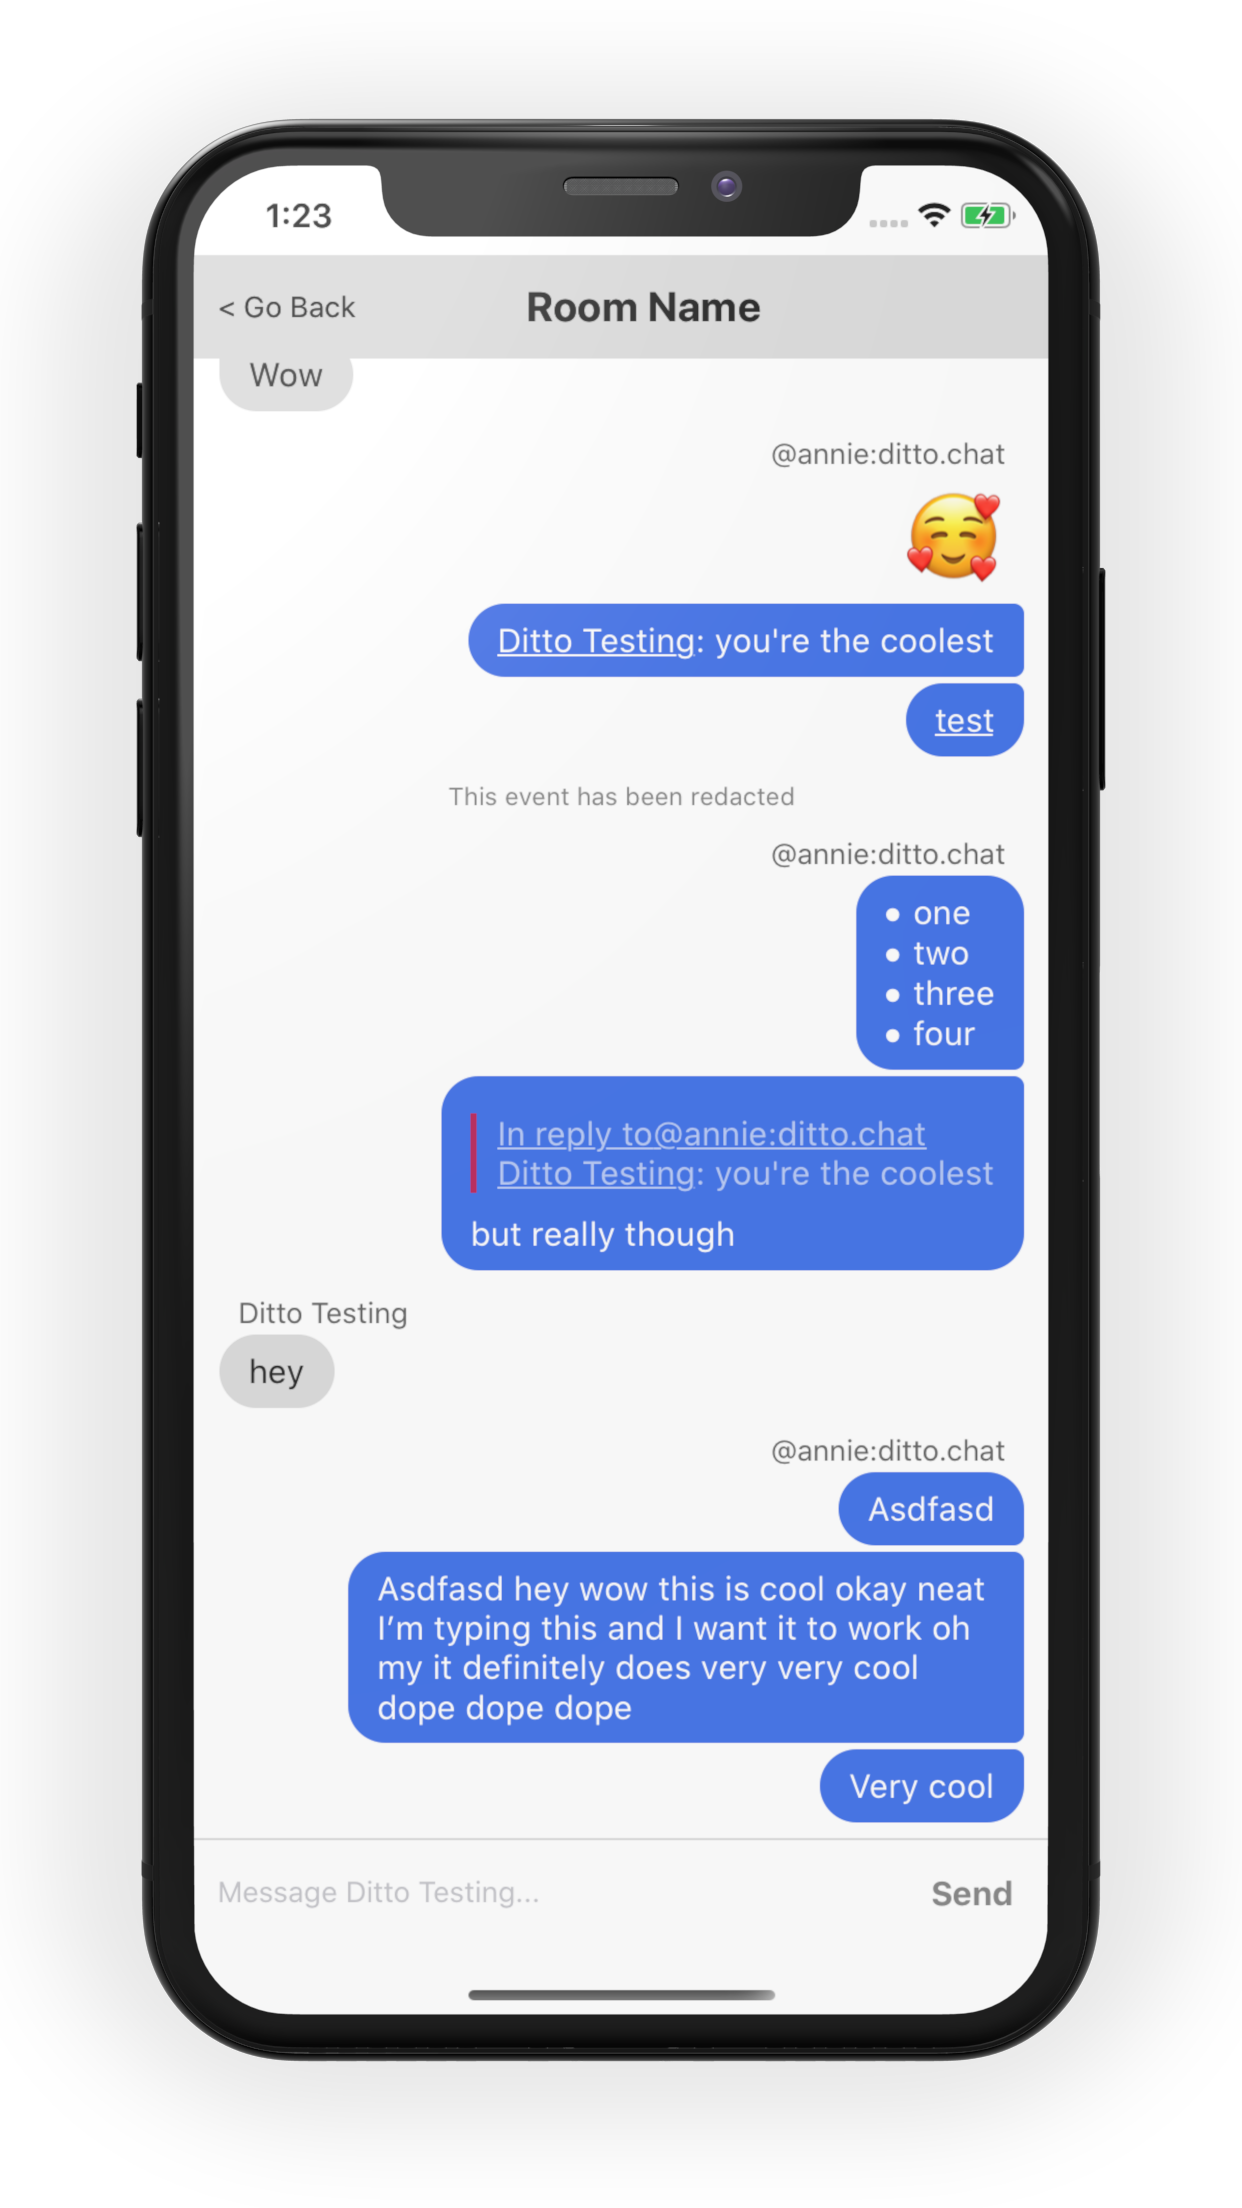 1:23
< Go Back
Room Name
Wow
@annie:ditto.chat
🥰
Ditto Testing: you're the coolest
test
This event has been redacted
@annie:ditto.chat
• one
• two
• three
• four
In reply to@annie:ditto.chat
Ditto Testing: you're the coolest
but really though
Ditto Testing
hey
@annie:ditto.chat
Asdfasd
Asdfasd hey wow this is cool okay neat
I’m typing this and I want it to work oh
my it definitely does very very cool
dope dope dope
Very cool
Message Ditto Testing...
Send